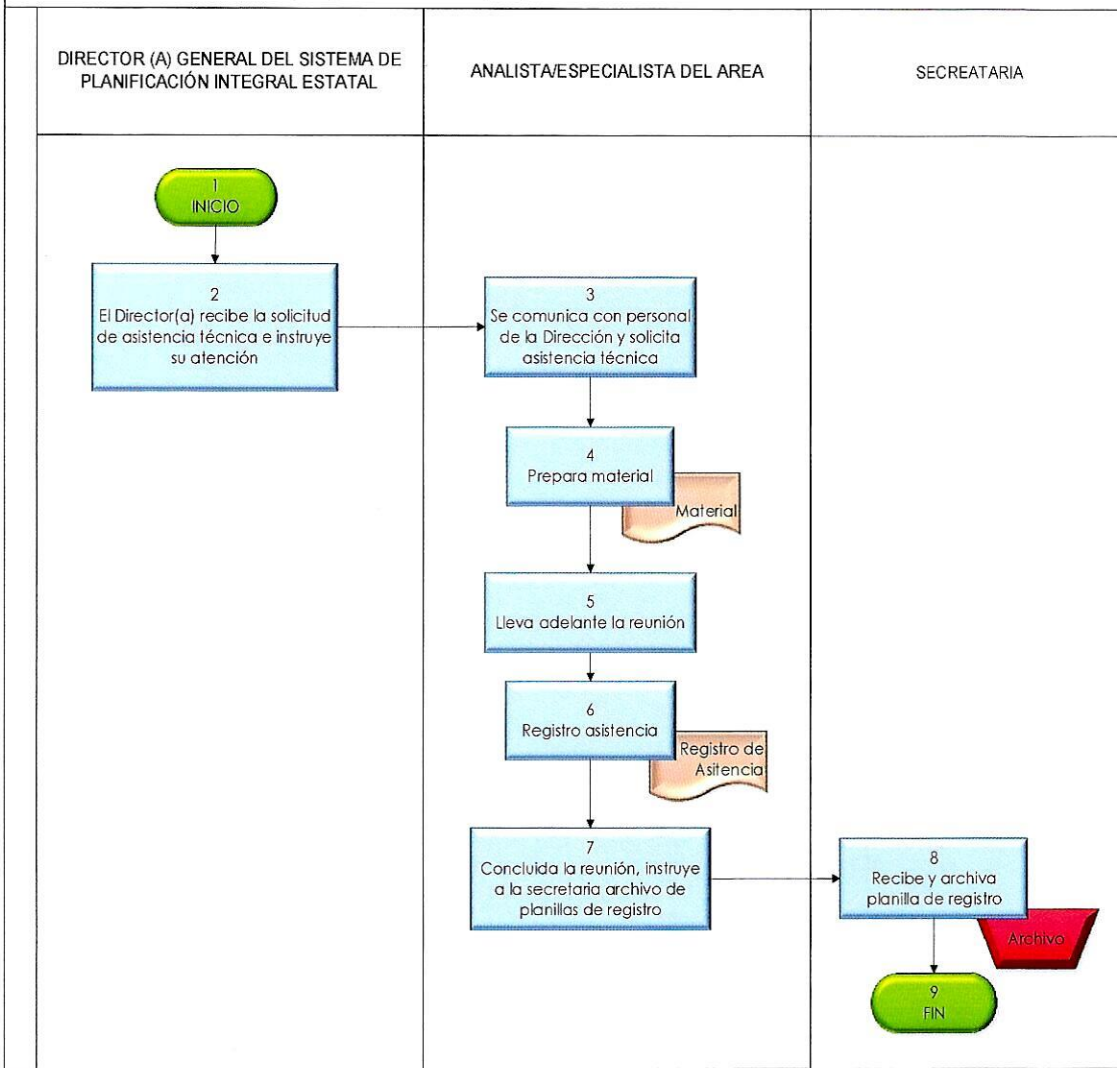 DIRECTOR (A) GENERAL DEL SISTEMA DE
PLANIFICACIÓN INTEGRAL ESTATAL
ANALISTA/ESPECIALISTA DEL AREA
SECREATARIA
1
INICIO
2
El Director(a) recibe la solicitud
de asistencia técnica e instruye
su atención
3
Se comunica con personal
de la Dirección y solicita
asistencia técnica
4
Prepara material
Material
5
Lleva adelante la reunión
6
Registro asistencia
Registro de
Asitencia
7
Concluida la reunión, instruye
a la secretaria archivo de
planillas de registro
8
Recibe y archiva
planilla de registro
Archivo
9
FIN